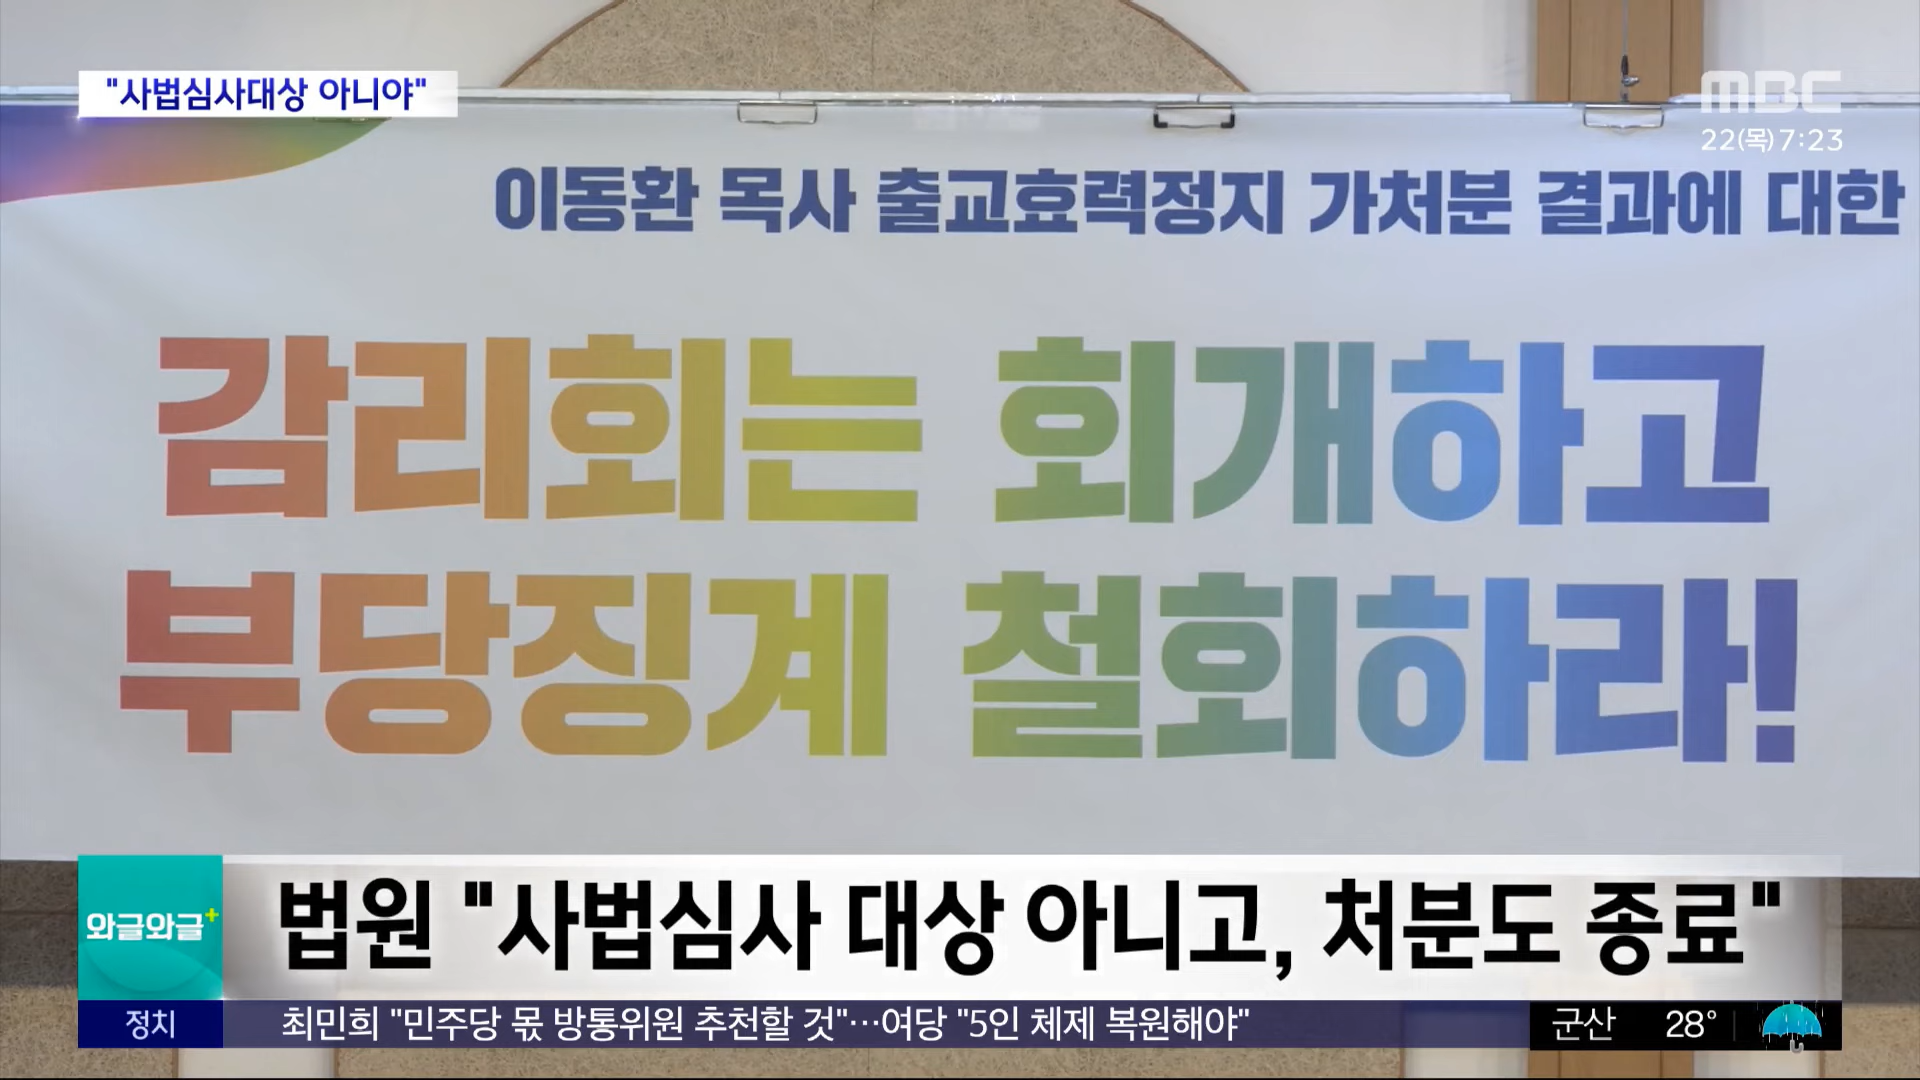 "사법심사대상 아니야"
MBC
22(목)7:23
이동환 목사 출교효력정지 가처분 결과에 대한
감리회는 회개하고
부당징계 철회하라!
와글와글+
법원 "사법심사 대상 아니고, 처분도 종료"
정치
최민희 "민주당 몫 방통위원 추천할 것"…여당 "5인 체제 복원해야"
군산 28°